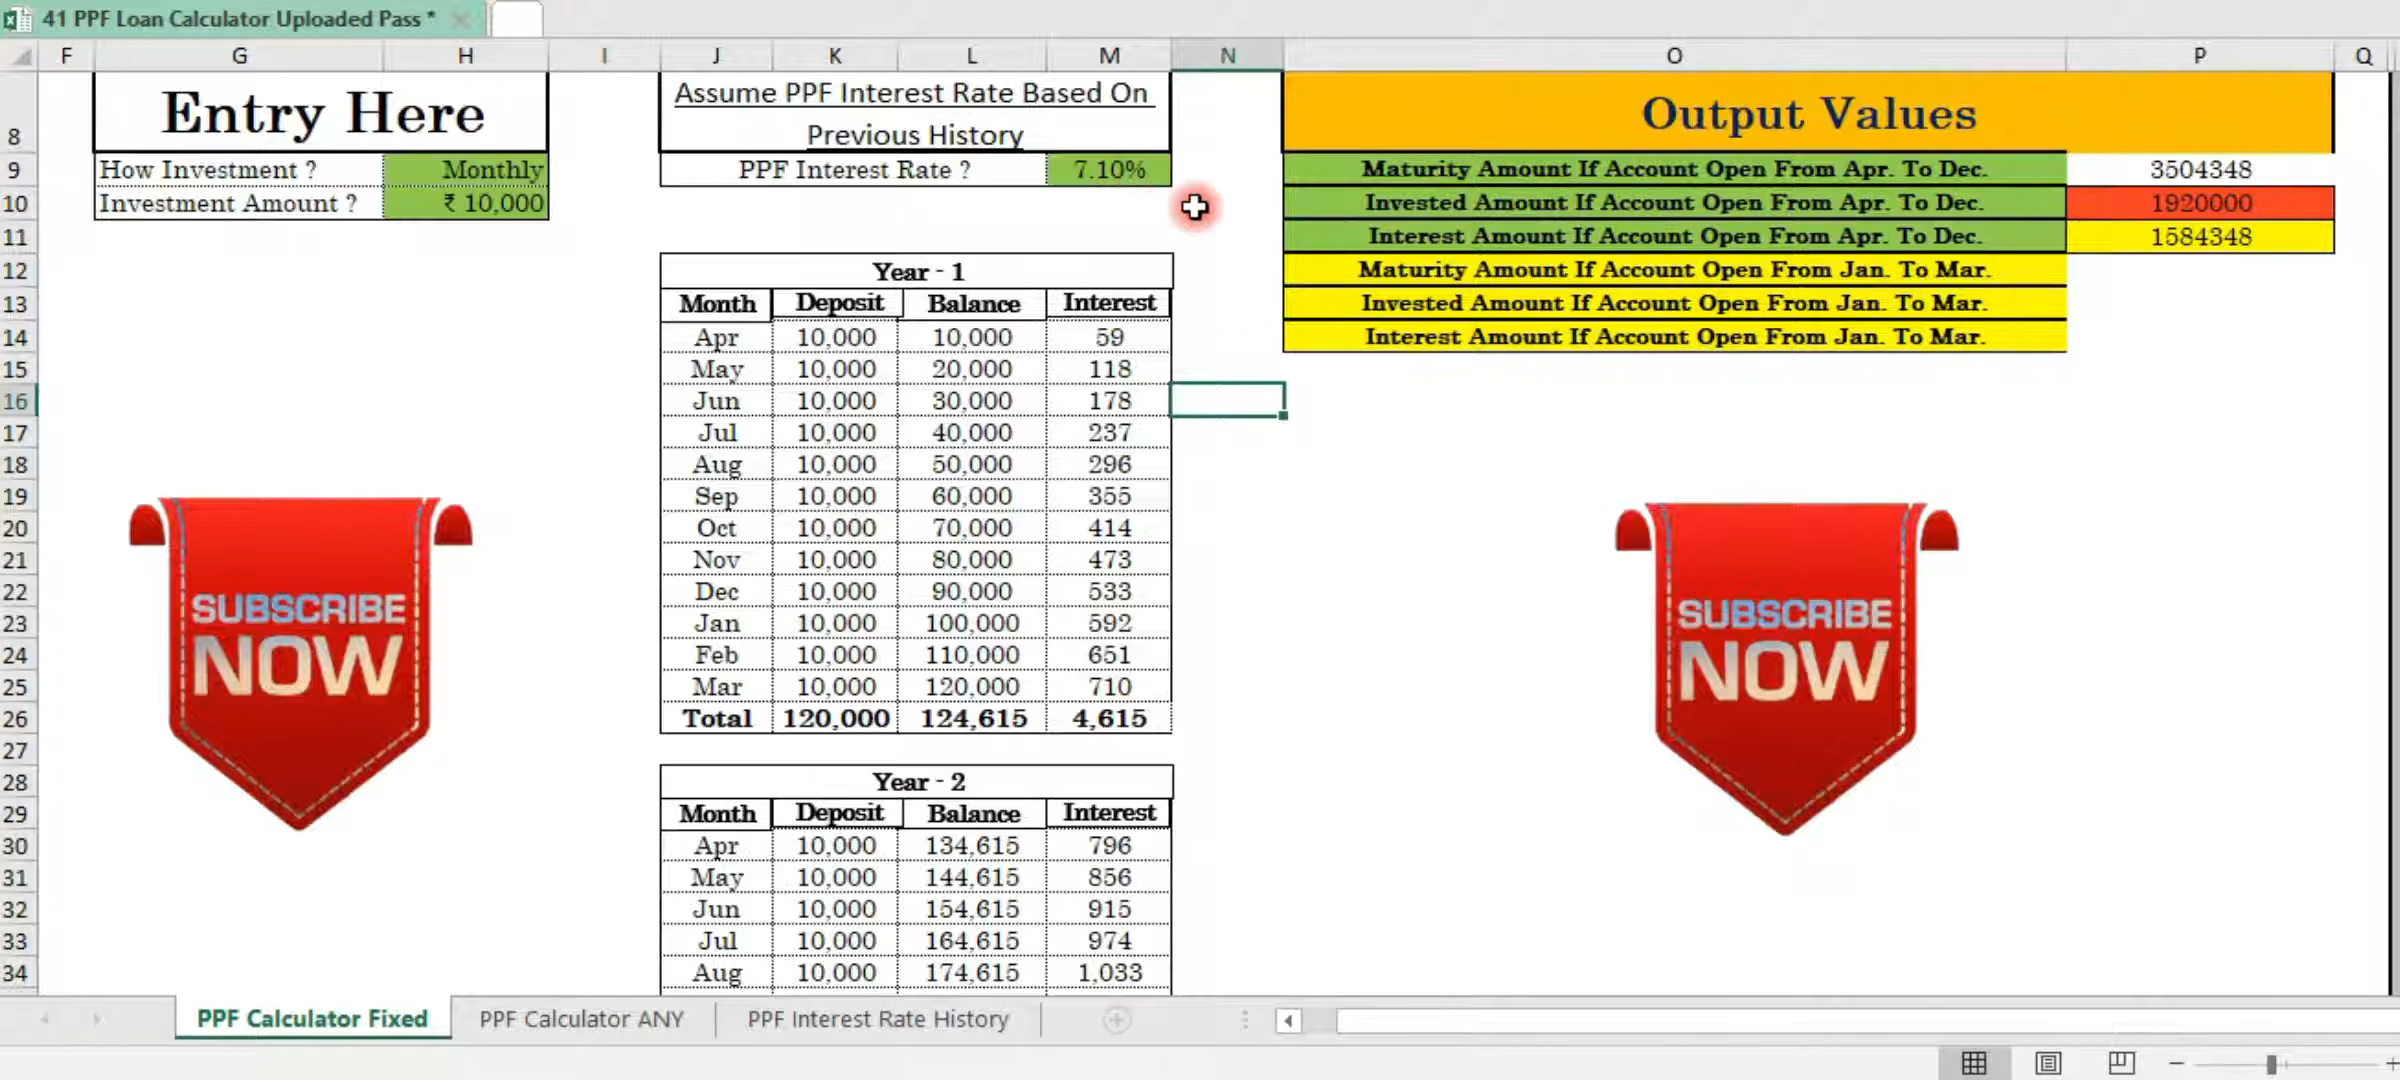 41 PPF Loan Calculator Uploaded Pass *
F G H I J K L M N O P Q
8 Entry Here Assume PPF Interest Rate Based On Previous History Output Values
9 How Investment ? Monthly PPF Interest Rate ? 7.10% Maturity Amount If Account Open From Apr. To Dec. 3504348
10 Investment Amount ? ₹ 10,000 Invested Amount If Account Open From Apr. To Dec. 1920000
11 Interest Amount If Account Open From Apr. To Dec. 1584348
12 Year - 1 Maturity Amount If Account Open From Jan. To Mar.
13 Month Deposit Balance Interest Invested Amount If Account Open From Jan. To Mar.
14 Apr 10,000 10,000 59 Interest Amount If Account Open From Jan. To Mar.
15 May 10,000 20,000 118
16 Jun 10,000 30,000 178
17 Jul 10,000 40,000 237
18 Aug 10,000 50,000 296
19 Sep 10,000 60,000 355
20 Oct 10,000 70,000 414
21 Nov 10,000 80,000 473
22 Dec 10,000 90,000 533
23 Jan 10,000 100,000 592
24 Feb 10,000 110,000 651
25 Mar 10,000 120,000 710
26 Total 120,000 124,615 4,615
27
28 Year - 2
29 Month Deposit Balance Interest
30 Apr 10,000 134,615 796
31 May 10,000 144,615 856
32 Jun 10,000 154,615 915
33 Jul 10,000 164,615 974
34 Aug 10,000 174,615 1,033
SUBSCRIBE
NOW
SUBSCRIBE
NOW
PPF Calculator Fixed PPF Calculator ANY PPF Interest Rate History